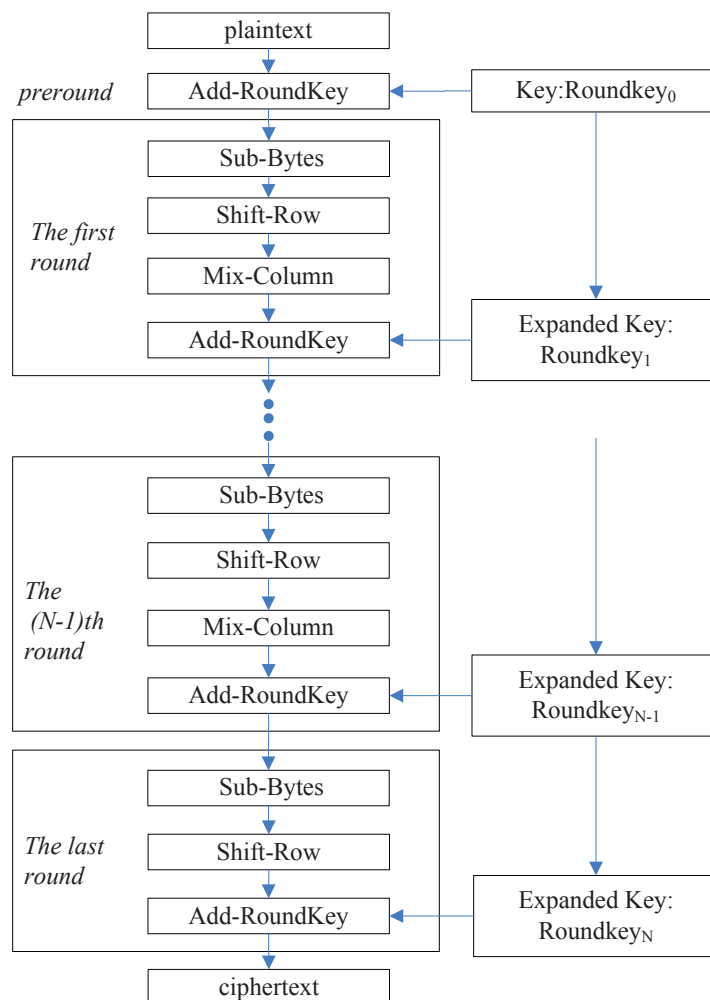 plaintext
preround
Add-RoundKey
Key:Roundkey₀
The first
round
Sub-Bytes
Shift-Row
Mix-Column
Add-RoundKey
Expanded Key:
Roundkey₁
The
(N-1)th
round
Sub-Bytes
Shift-Row
Mix-Column
Add-RoundKey
Expanded Key:
Roundkey_N-1
The last
round
Sub-Bytes
Shift-Row
Add-RoundKey
Expanded Key:
Roundkey_N
ciphertext